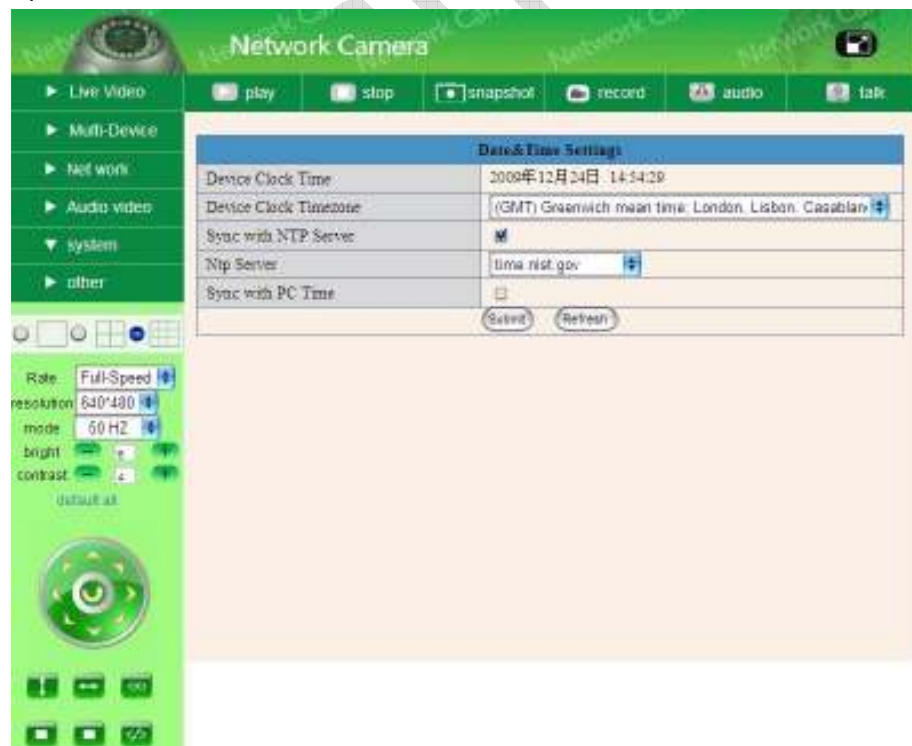 Network Camera
Live Video
play
stop
snapshot
record
audio
talk
Multi-Device
Net work
Audio video
system
other
Date&Time Settings
Device Clock Time 2009年12月24日 14:54:29
Device Clock Timezone (GMT) Greenwich mean time: London, Lisbon, Casablan
Sync with NTP Server
Ntp Server time.nist.gov
Sync with PC Time
Submit Refresh
Rate Full-Speed
resolution 640*480
mode 50 HZ
bright
contrast
default all